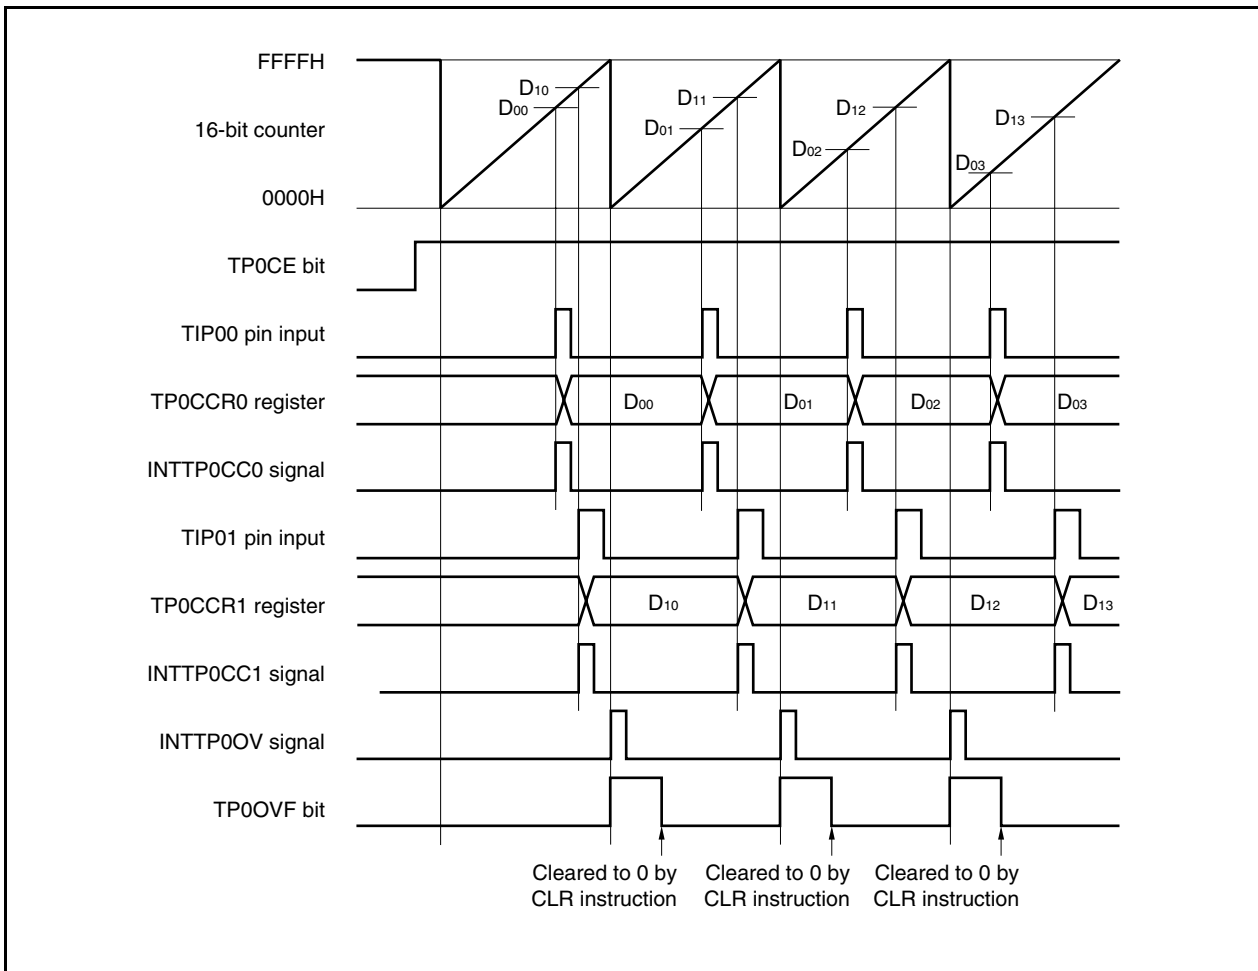 FFFFH
D10
D00
D11
D01
D12
D02
D13
D03
16-bit counter
0000H
TP0CE bit
TIP00 pin input
TP0CCR0 register
D00
D01
D02
D03
INTTP0CC0 signal
TIP01 pin input
TP0CCR1 register
D10
D11
D12
D13
INTTP0CC1 signal
INTTP0OV signal
TP0OVF bit
Cleared to 0 by
CLR instruction
Cleared to 0 by
CLR instruction
Cleared to 0 by
CLR instruction